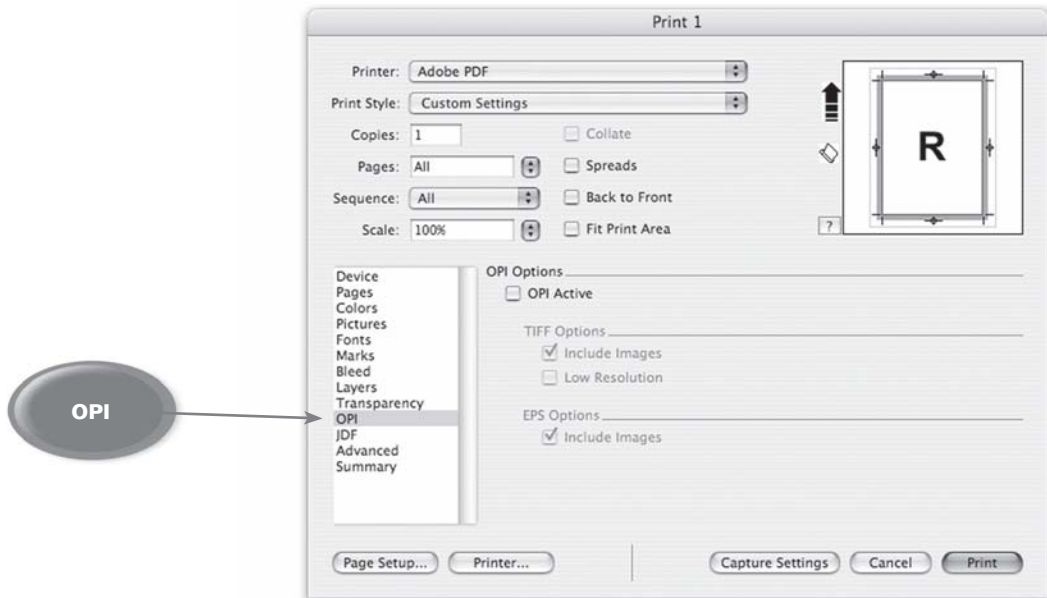 Print 1
Printer: Adobe PDF
Print Style: Custom Settings
Copies: 1 Collate
Pages: All Spreads
Sequence: All Back to Front
Scale: 100% Fit Print Area
R
?
Device
Pages
Colors
Pictures
Fonts
Marks
Bleed
Layers
Transparency
OPI
JDF
Advanced
Summary
OPI Options
OPI Active
TIFF Options
Include Images
Low Resolution
EPS Options
Include Images
OPI
Page Setup... Printer... Capture Settings Cancel Print